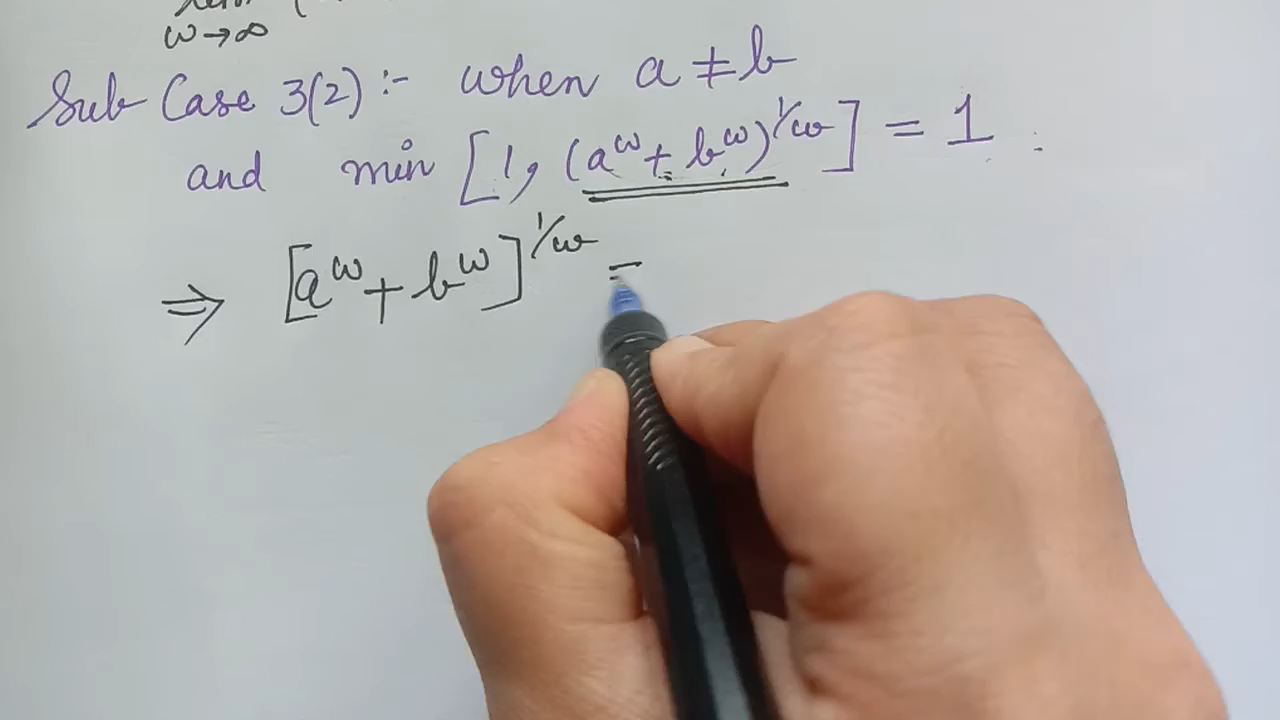 ω→∞
Sub Case 3(2) :- when a ≠ b
and min [1, (a^ω + b^ω)^1/ω] = 1
⇒ [a^ω + b^ω]^1/ω =